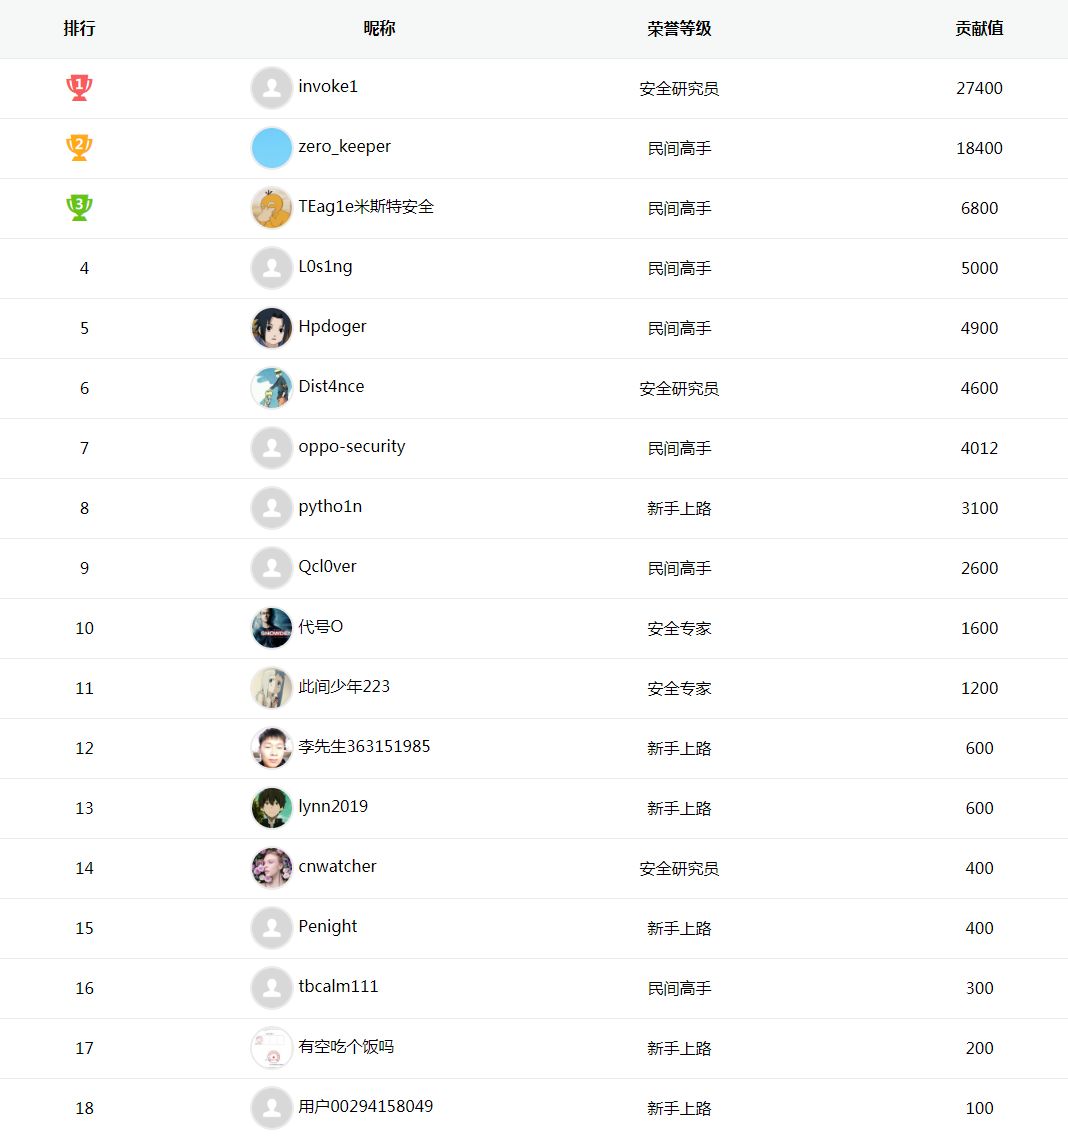 排行 昵称 荣誉等级 贡献值
1 invoke1 安全研究员 27400
2 zero_keeper 民间高手 18400
3 TEag1e米斯特安全 民间高手 6800
4 L0s1ng 民间高手 5000
5 Hpdoger 民间高手 4900
6 Dist4nce 安全研究员 4600
7 oppo-security 民间高手 4012
8 pytho1n 新手上路 3100
9 Qcl0ver 民间高手 2600
10 代号O 安全专家 1600
11 此间少年223 安全专家 1200
12 李先生363151985 新手上路 600
13 lynn2019 新手上路 600
14 cnwatcher 安全研究员 400
15 Penight 新手上路 400
16 tbcalm111 民间高手 300
17 有空吃个饭吗 新手上路 200
18 用户00294158049 新手上路 100